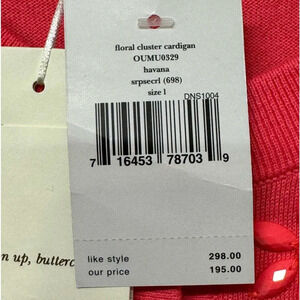 floral cluster cardigan
OUMU0329
havana
srpsecrl (698)
size l
DNS1004
7 16453 78703 9
n up, butterc
like style 298.00
our price 195.00